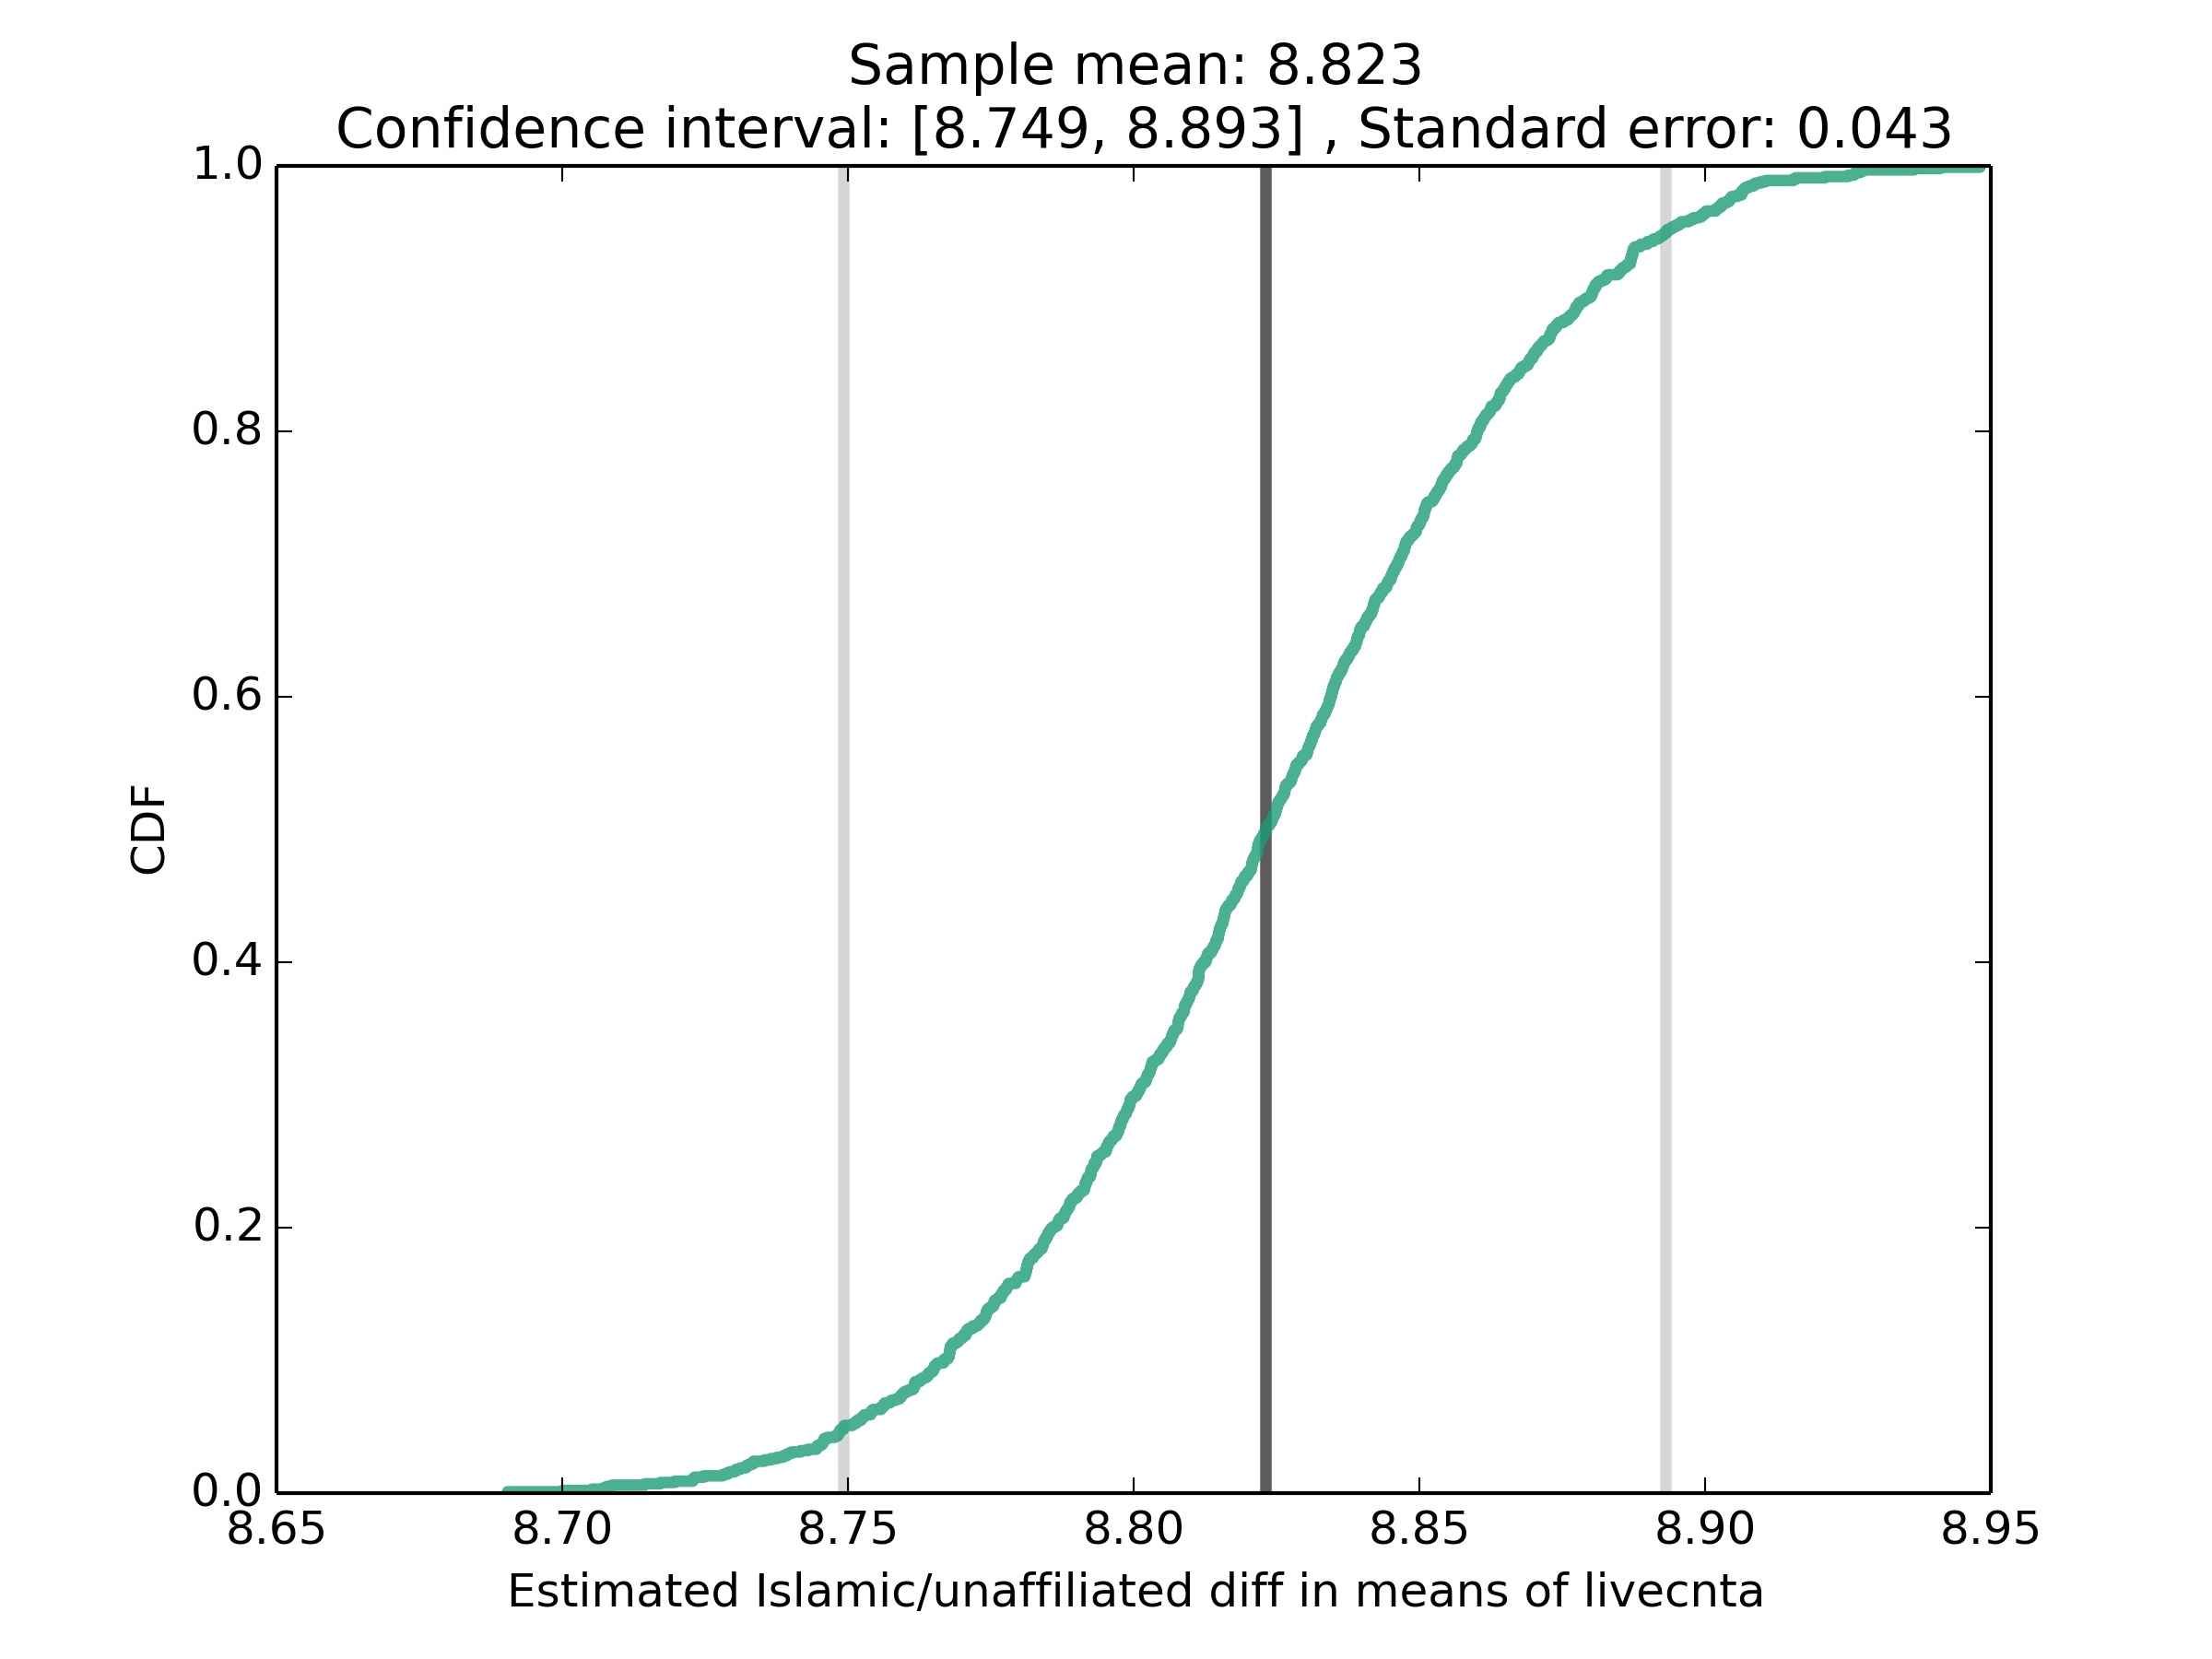 Sample mean: 8.823
Confidence interval: [8.749, 8.893] , Standard error: 0.043
1.0
0.8
0.6
0.4
0.2
0.0
CDF
8.65 8.70 8.75 8.80 8.85 8.90 8.95
Estimated Islamic/unaffiliated diff in means of livecnta